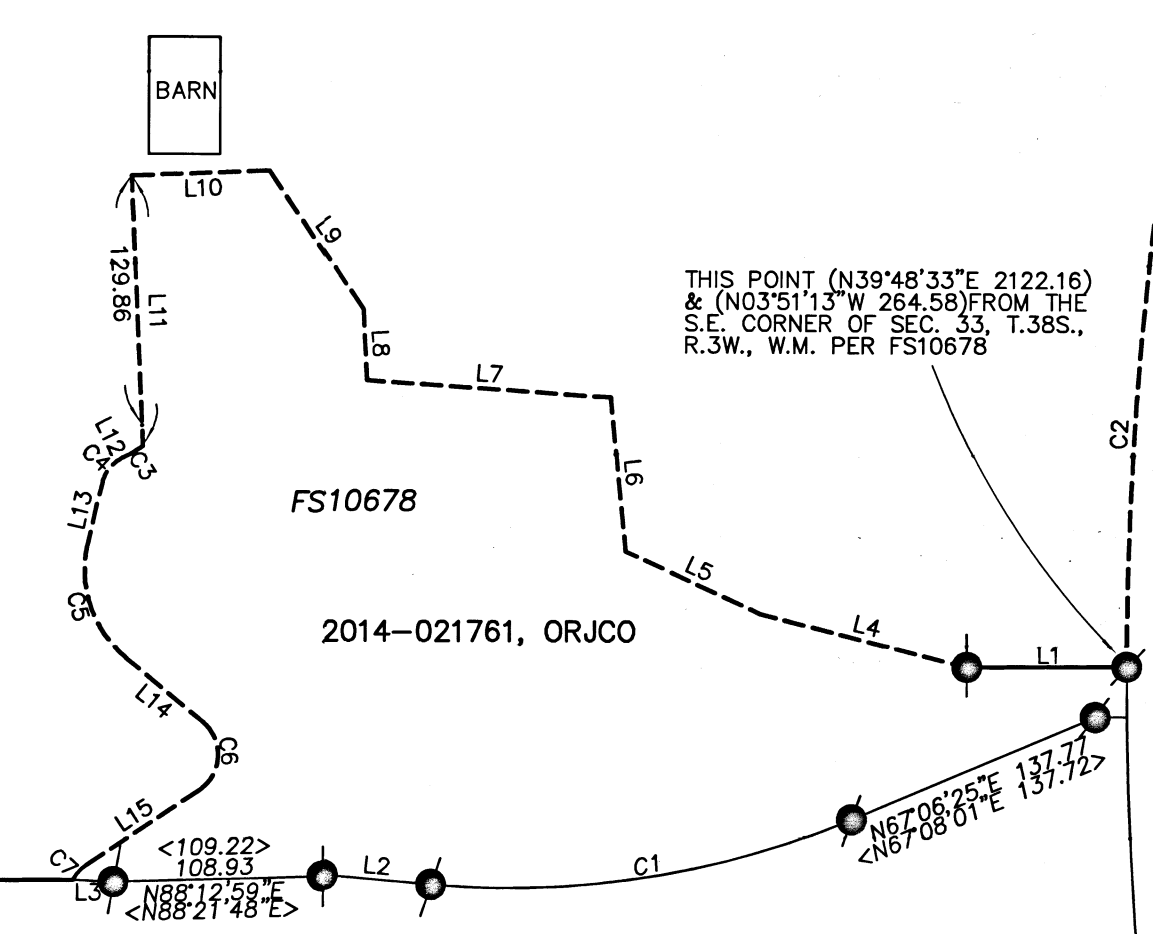 BARN
L10
L9
129.86
L11
THIS POINT (N39°48'33"E 2122.16)
& (N03°51'13"W 264.58)FROM THE
S.E. CORNER OF SEC. 33, T.38S.,
R.3W., W.M. PER FS10678
L8
L7
C2
L12
C4
C3
L6
FS10678
L13
L5
C5
2014-021761, ORJCO
L4
L1
L14
C6
N67°06'25"E 137.77
<N67°08'01"E 137.72>
L15
<109.22>
108.93
C7
L2
C1
L3
N88°12'59"E
<N88°21'48"E>